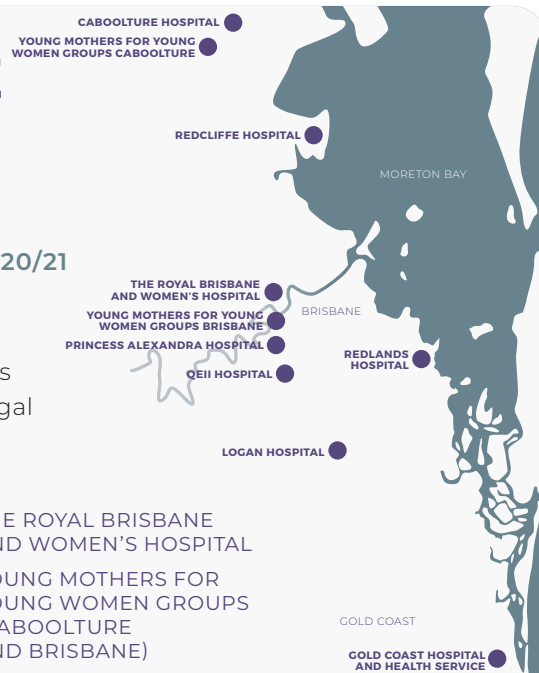 CABOOLTURE HOSPITAL
YOUNG MOTHERS FOR YOUNG
WOMEN GROUPS CABOOLTURE
REDCLIFFE HOSPITAL
MORETON BAY
20/21
THE ROYAL BRISBANE
AND WOMEN'S HOSPITAL
BRISBANE
YOUNG MOTHERS FOR YOUNG
WOMEN GROUPS BRISBANE
PRINCESS ALEXANDRA HOSPITAL
REDLANDS
HOSPITAL
QEII HOSPITAL
s
gal
LOGAN HOSPITAL
E ROYAL BRISBANE
ND WOMEN'S HOSPITAL
OUNG MOTHERS FOR
OUNG WOMEN GROUPS
ABOOLTURE
ND BRISBANE)
GOLD COAST
GOLD COAST HOSPITAL
AND HEALTH SERVICE